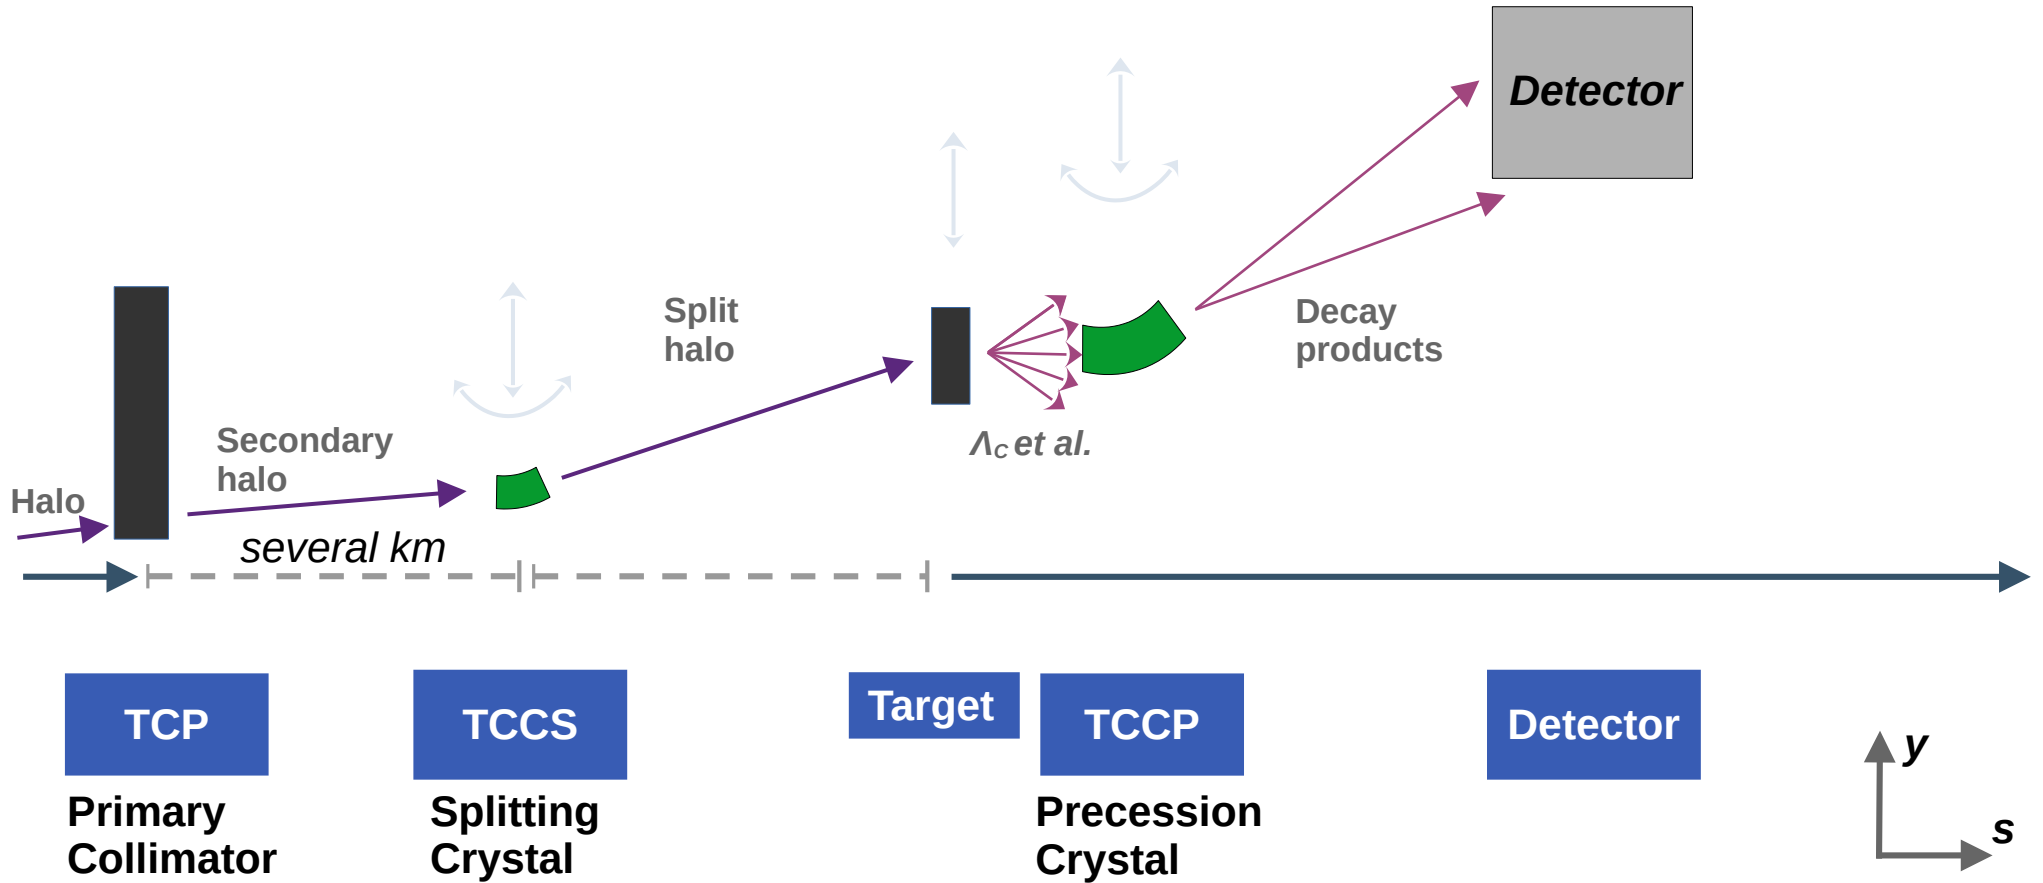 Detector
Split
halo
Decay
products
Secondary
halo
ΛC et al.
Halo
several km
TCP
TCCS
Target
TCCP
Detector
y
s
Primary
Collimator
Splitting
Crystal
Precession
Crystal